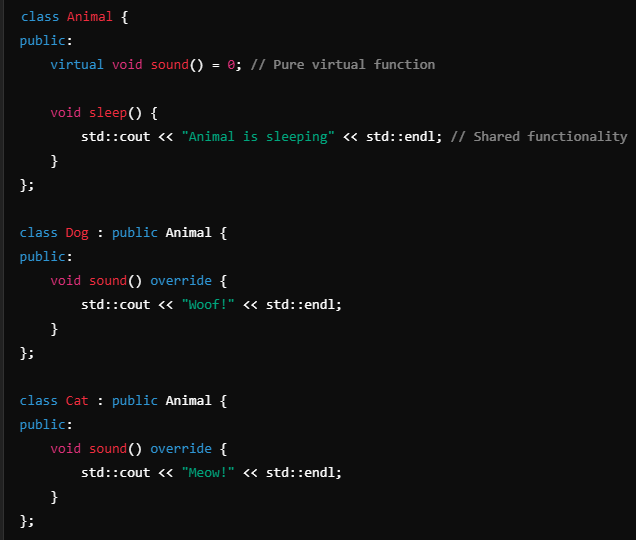 class Animal {
public:
    virtual void sound() = 0; // Pure virtual function

    void sleep() {
        std::cout << "Animal is sleeping" << std::endl; // Shared functionality
    }
};

class Dog : public Animal {
public:
    void sound() override {
        std::cout << "Woof!" << std::endl;
    }
};

class Cat : public Animal {
public:
    void sound() override {
        std::cout << "Meow!" << std::endl;
    }
};